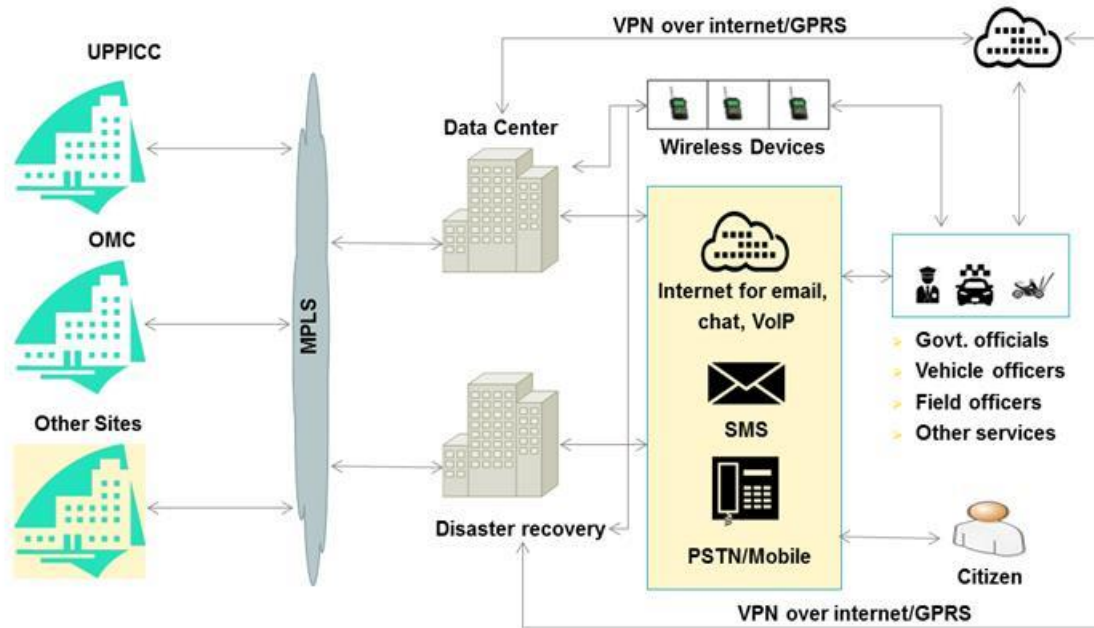 VPN over internet/GPRS
UPPICC
Data Center
Wireless Devices
OMC
MPLS
Internet for email,
chat, VoIP
Govt. officials
Vehicle officers
Field officers
Other services
Other Sites
SMS
Disaster recovery
PSTN/Mobile
Citizen
VPN over internet/GPRS